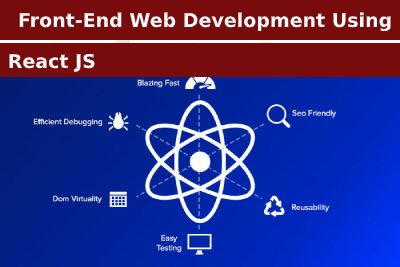 Front-End Web Development Using
React JS
Blazing Fast
Efficient Debugging
Seo Friendly
Dom Virtuality
Reusability
Easy
Testing